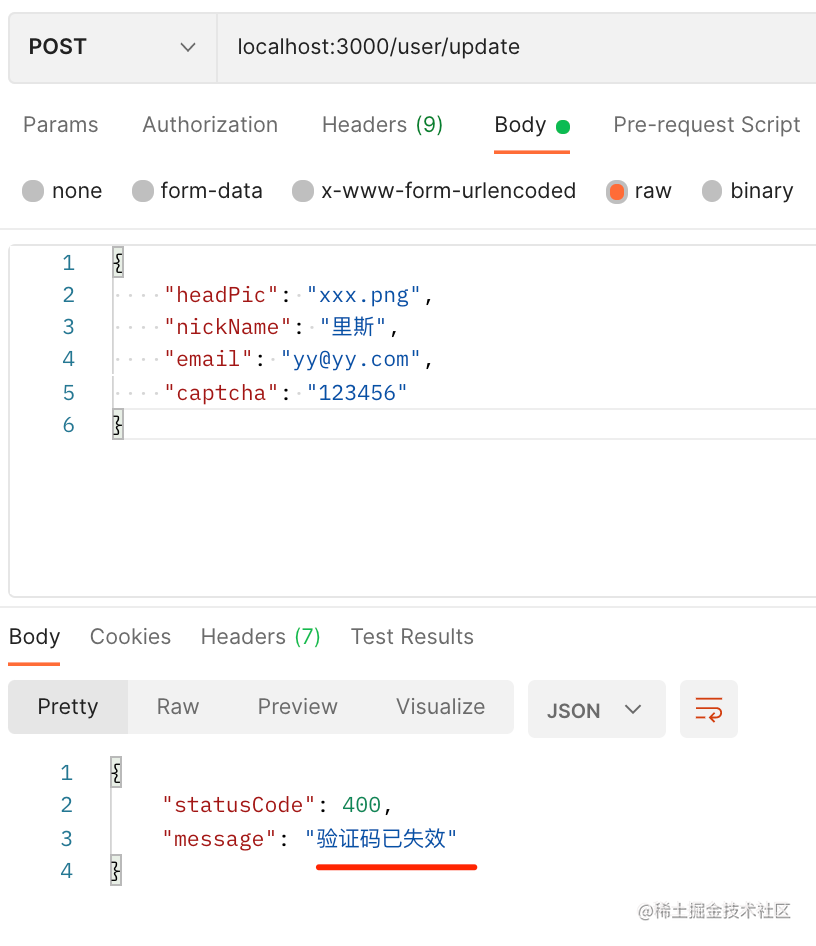 POST localhost:3000/user/update
Params Authorization Headers (9) Body Pre-request Script
none form-data x-www-form-urlencoded raw binary
1 {
2 "headPic": "xxx.png",
3 "nickName": "里斯",
4 "email": "yy@yy.com",
5 "captcha": "123456"
6 }
Body Cookies Headers (7) Test Results
Pretty Raw Preview Visualize JSON
1 {
2 "statusCode": 400,
3 "message": "验证码已失效"
4 }
@稀土掘金技术社区